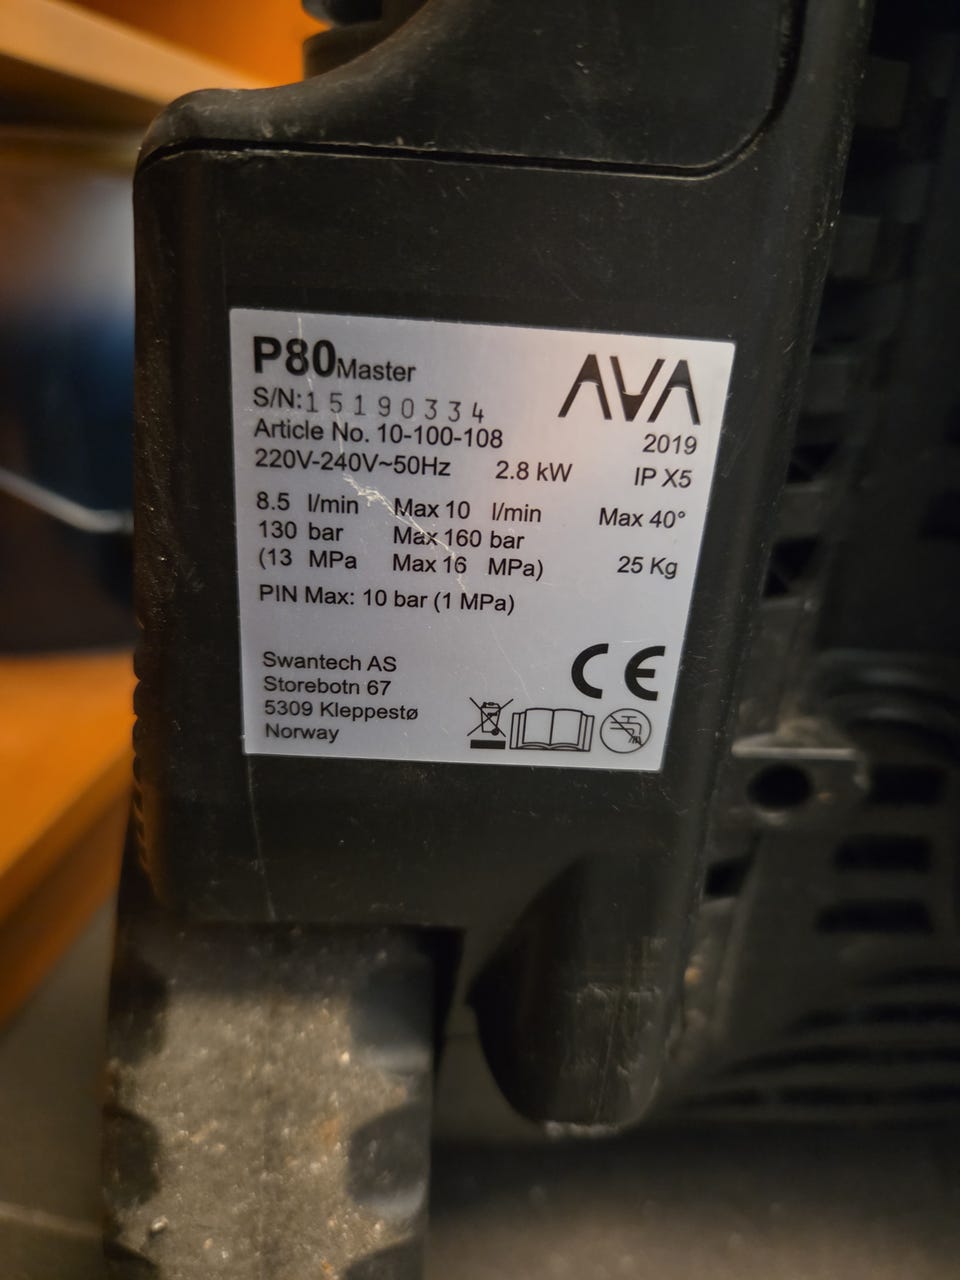 P80 Master AVA
S/N:15190334
Article No. 10-100-108 2019
220V-240V~50Hz 2.8 kW IP X5
8.5 l/min Max 10 l/min Max 40°
130 bar Max 160 bar
(13 MPa Max 16 MPa) 25 Kg
PIN Max: 10 bar (1 MPa)
CE
Swantech AS
Storebotn 67
5309 Kleppestø
Norway